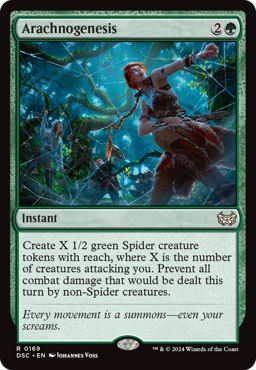 Arachnogenesis 2
Instant
Create X 1/2 green Spider creature
tokens with reach, where X is the number
of creatures attacking you. Prevent all
combat damage that would be dealt this
turn by non-Spider creatures.
Every movement is a summons—even your
screams.
R 0169
DSC • EN Johannes Voss
™ & © 2024 Wizards of the Coast